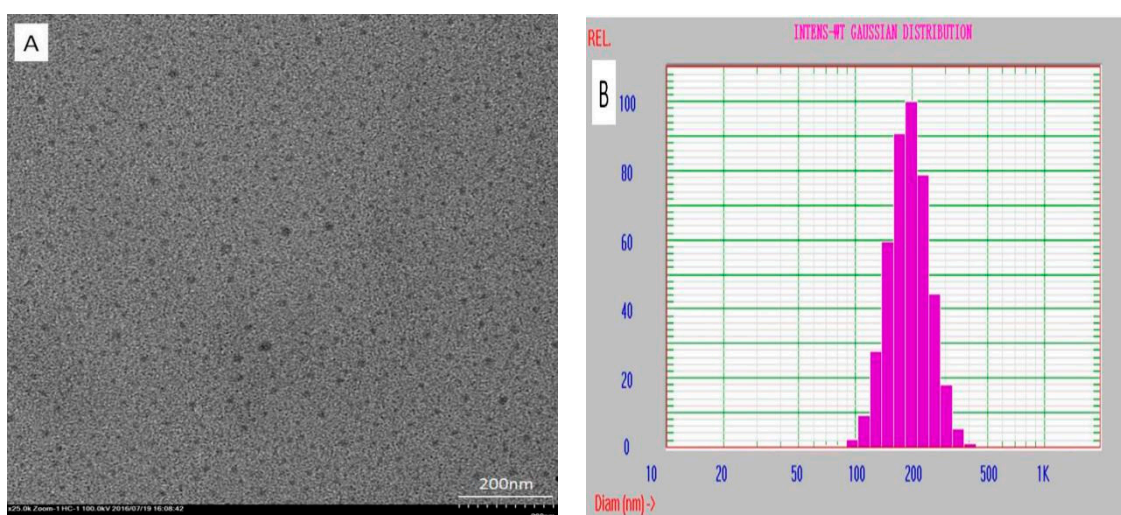 A
200nm
x25.0k Zoom-1 HC-1 100.0kV 2016/07/19 16:08:42
INTENS-WT GAUSSIAN DISTRIBUTION
REL.
B
100
80
60
40
20
0
10 20 50 100 200 500 1K
Diam (nm) ->